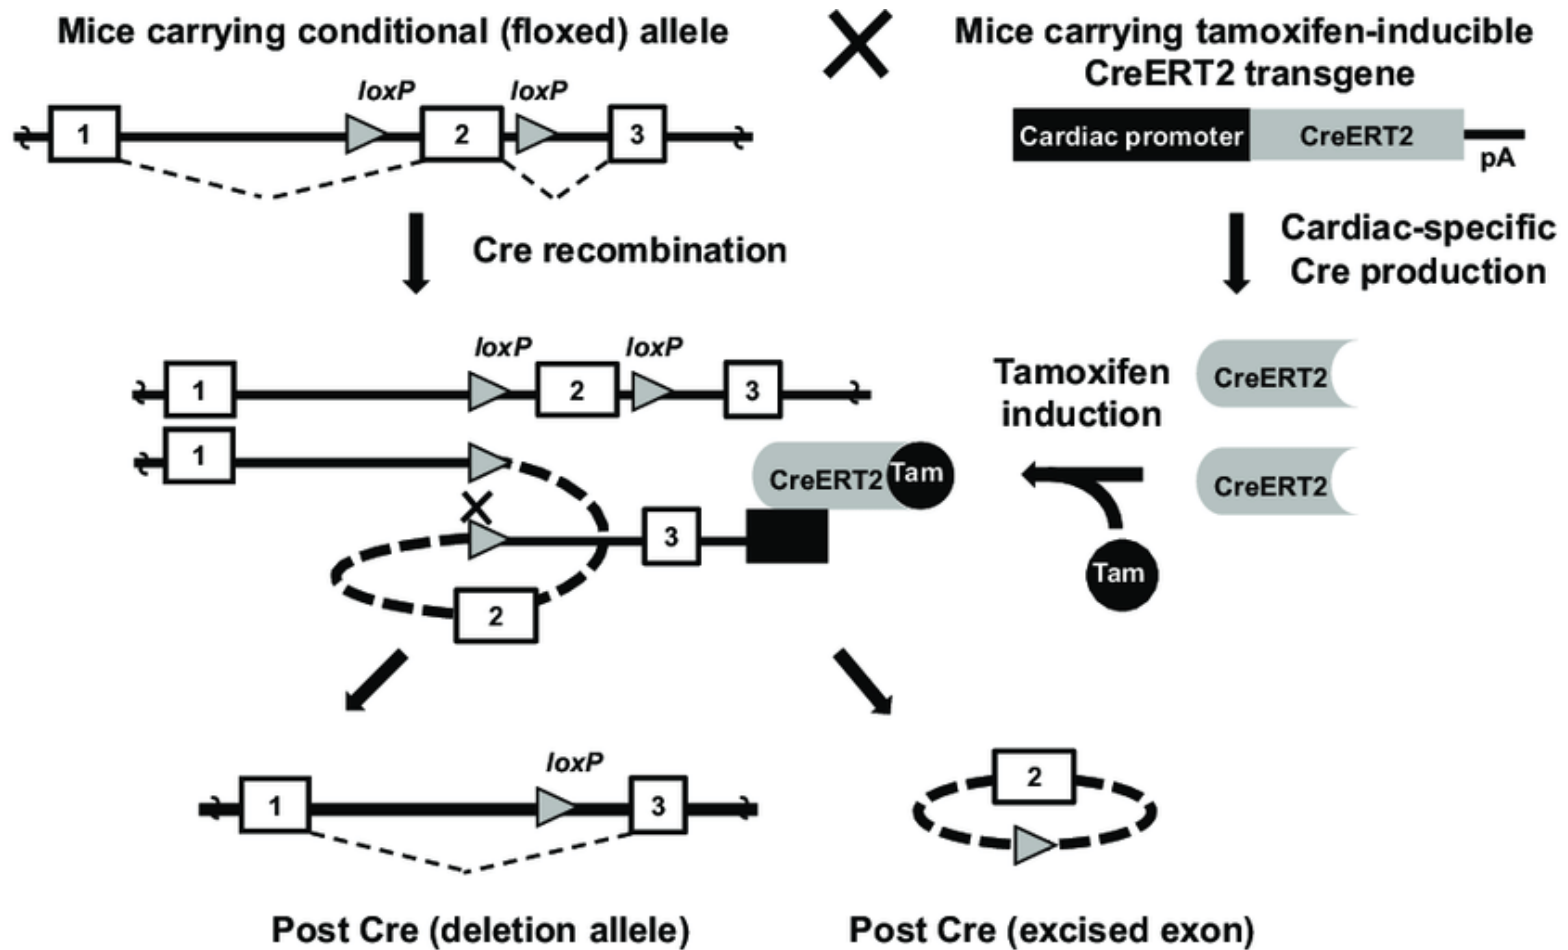 Mice carrying conditional (floxed) allele
Mice carrying tamoxifen-inducible
CreERT2 transgene
loxP loxP
1 2 3
Cardiac promoter CreERT2
pA
Cre recombination
Cardiac-specific
Cre production
loxP loxP
1 2 3
Tamoxifen
induction
CreERT2
1
CreERT2 Tam
CreERT2
3
Tam
2
loxP
1 3
2
Post Cre (deletion allele)
Post Cre (excised exon)